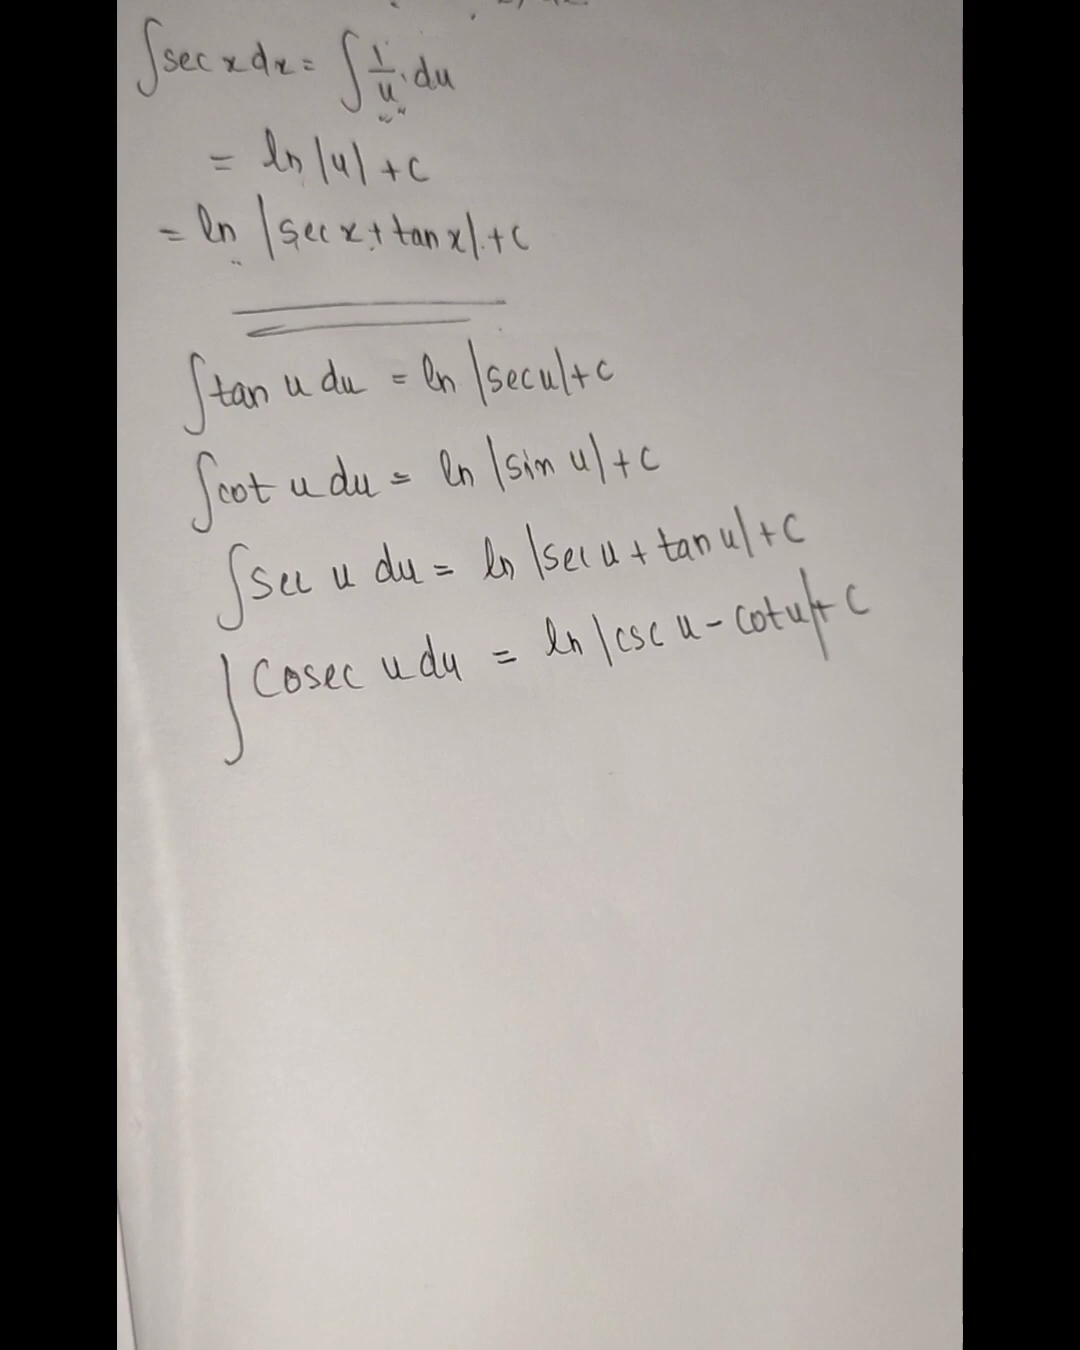 ∫sec x dx = ∫ 1/u . du
= ln |u| + c
= ln |sec x + tan x| + c
∫tan u du = ln |sec u| + c
∫cot u du = ln |sin u| + c
∫sec u du = ln |sec u + tan u| + c
∫cosec u du = ln |csc u - cot u| + c